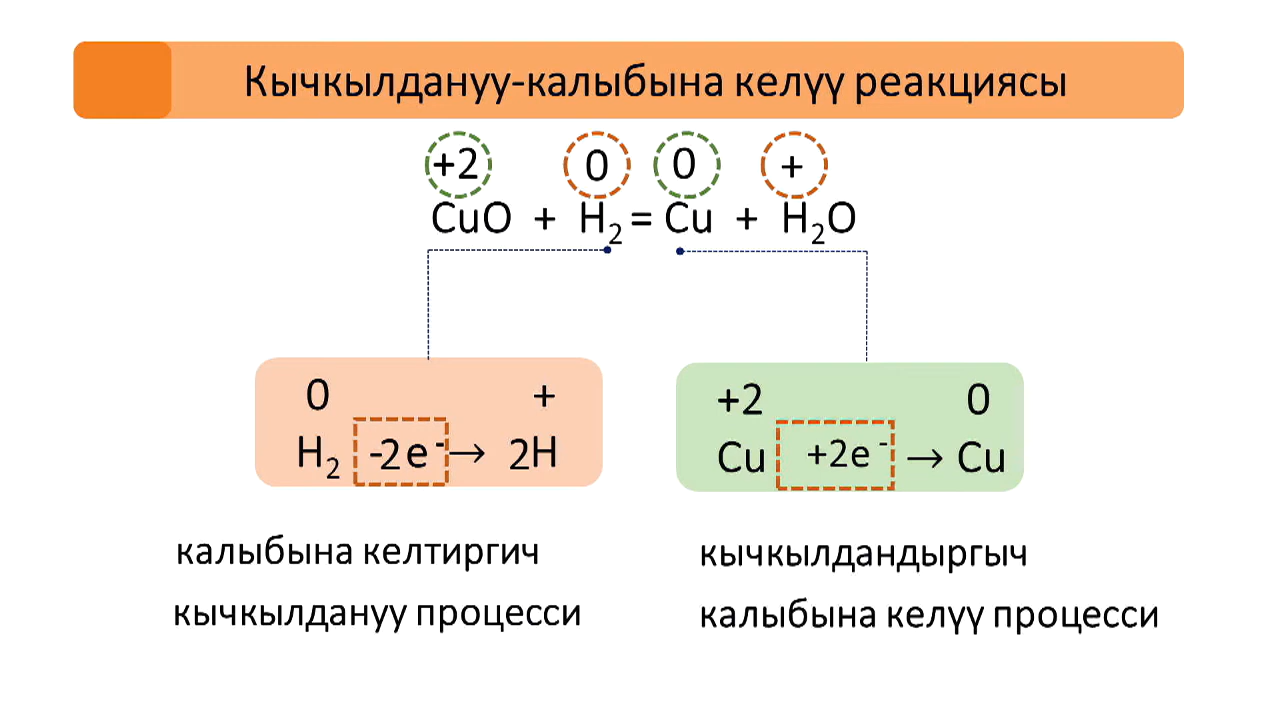 Кычкылдануу-калыбына келүү реакциясы
+2 0 0 +
CuO + H₂ = Cu + H₂O
0 +
H₂ -2e⁻ → 2H
+2 0
Cu +2e⁻ → Cu
калыбына келтиргич
кычкылдануу процесси
кычкылдандыргыч
калыбына келүү процесси